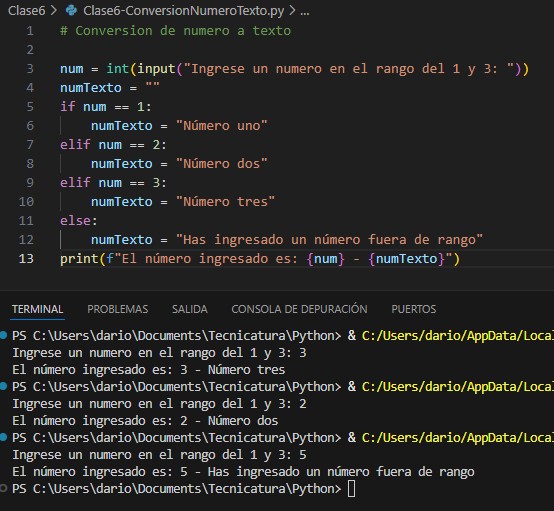 Clase6 > Clase6-ConversionNumeroTexto.py > ...
1 # Conversion de numero a texto
2
3 num = int(input("Ingrese un numero en el rango del 1 y 3: "))
4 numTexto = ""
5 if num == 1:
6     numTexto = "Número uno"
7 elif num == 2:
8     numTexto = "Número dos"
9 elif num == 3:
10     numTexto = "Número tres"
11 else:
12     numTexto = "Has ingresado un número fuera de rango"
13 print(f"El número ingresado es: {num} - {numTexto}")
TERMINAL PROBLEMAS SALIDA CONSOLA DE DEPURACIÓN PUERTOS
PS C:\Users\dario\Documents\Tecnicatura\Python> & C:/Users/dario/AppData/Loca
Ingrese un numero en el rango del 1 y 3: 3
El número ingresado es: 3 - Número tres
PS C:\Users\dario\Documents\Tecnicatura\Python> & C:/Users/dario/AppData/Loca
Ingrese un numero en el rango del 1 y 3: 2
El número ingresado es: 2 - Número dos
PS C:\Users\dario\Documents\Tecnicatura\Python> & C:/Users/dario/AppData/Loca
Ingrese un numero en el rango del 1 y 3: 5
El número ingresado es: 5 - Has ingresado un número fuera de rango
PS C:\Users\dario\Documents\Tecnicatura\Python>